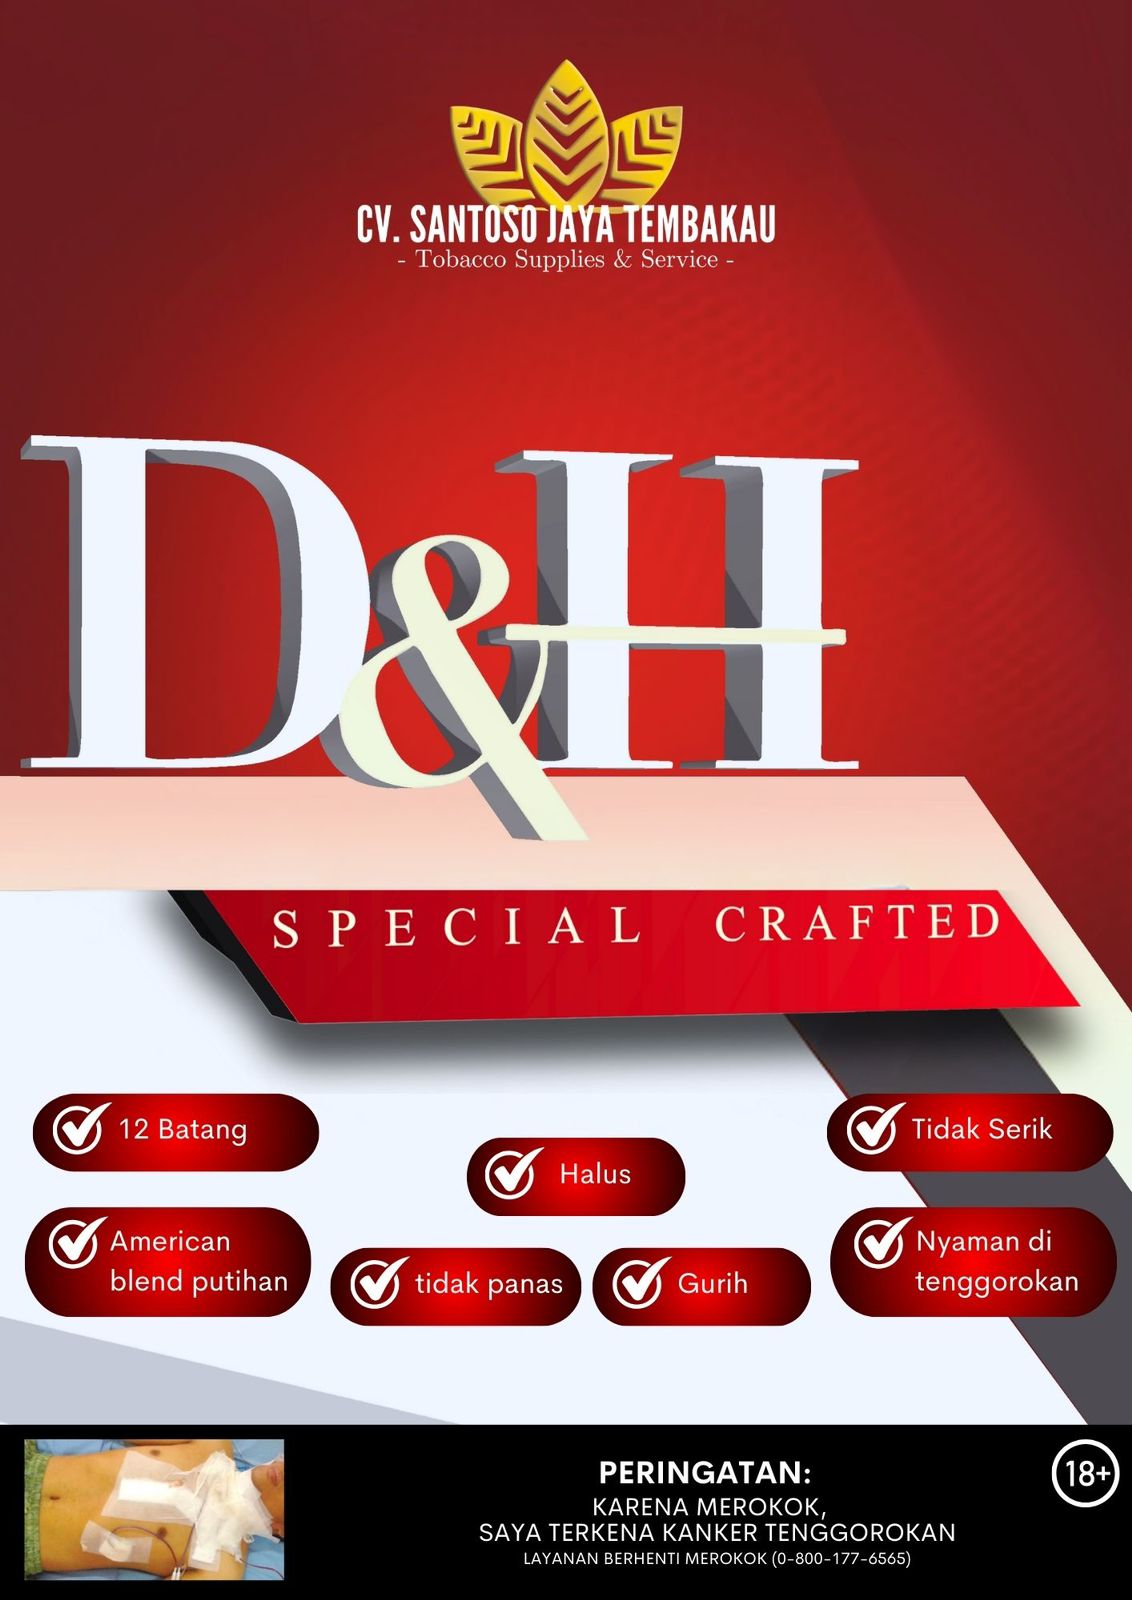 CV. SANTOSO JAYA TEMBAKAU
- Tobacco Supplies & Service -
D&H
SPECIAL CRAFTED
12 Batang
American
blend putihan
Halus
tidak panas
Gurih
Tidak Serik
Nyaman di
tenggorokan
PERINGATAN:
KARENA MEROKOK,
SAYA TERKENA KANKER TENGGOROKAN
LAYANAN BERHENTI MEROKOK (0-800-177-6565)
18+